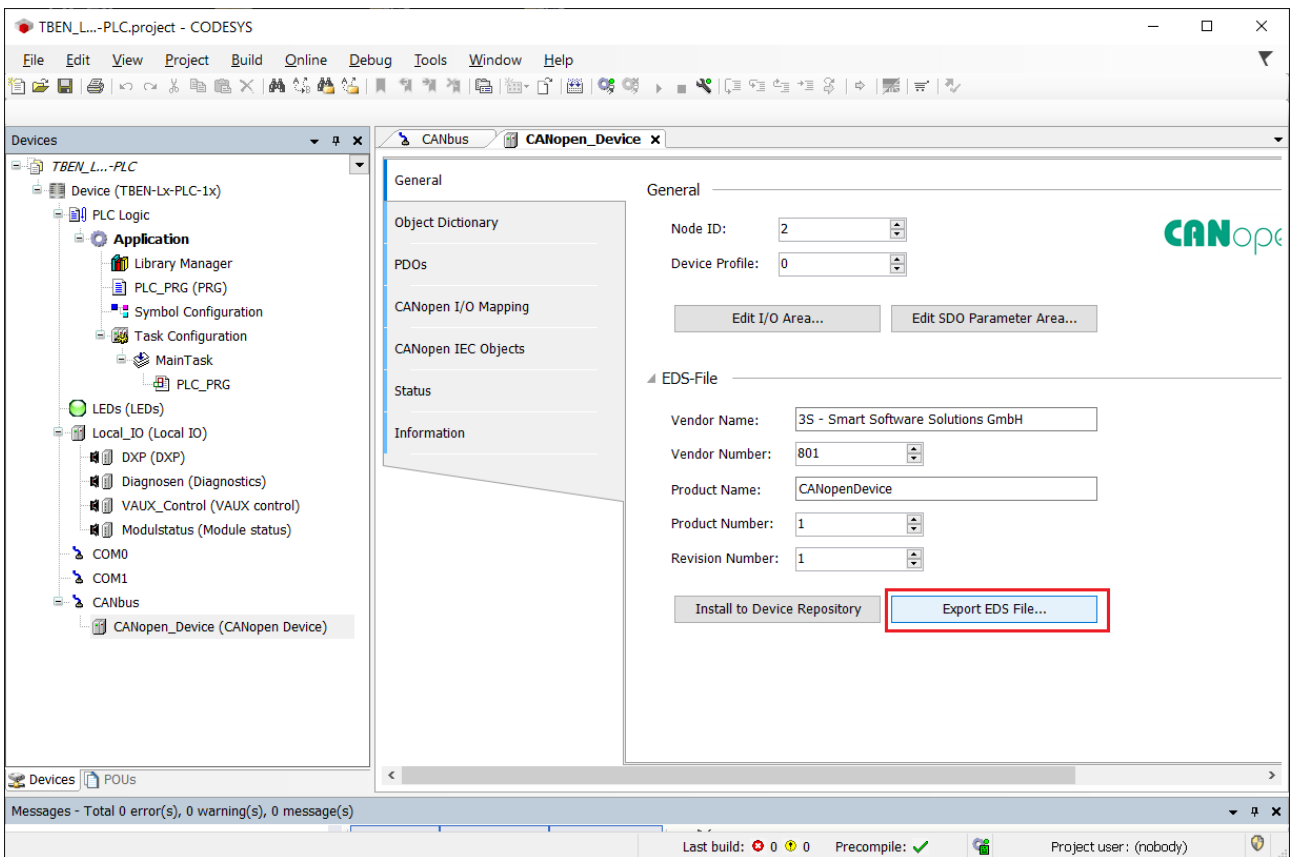 TBEN_L...-PLC.project - CODESYS
File Edit View Project Build Online Debug Tools Window Help
Devices
CANbus
CANopen_Device
TBEN_L...-PLC
Device (TBEN-Lx-PLC-1x)
PLC Logic
Application
Library Manager
PLC_PRG (PRG)
Symbol Configuration
Task Configuration
MainTask
PLC_PRG
LEDs (LEDs)
Local_IO (Local IO)
DXP (DXP)
Diagnosen (Diagnostics)
VAUX_Control (VAUX control)
Modulstatus (Module status)
COM0
COM1
CANbus
CANopen_Device (CANopen Device)
Devices POUs
General
Object Dictionary
PDOs
CANopen I/O Mapping
CANopen IEC Objects
Status
Information
General
Node ID: 2
CANope
Device Profile: 0
Edit I/O Area... Edit SDO Parameter Area...
EDS-File
Vendor Name: 3S - Smart Software Solutions GmbH
Vendor Number: 801
Product Name: CANopenDevice
Product Number: 1
Revision Number: 1
Install to Device Repository Export EDS File...
Messages - Total 0 error(s), 0 warning(s), 0 message(s)
Last build: 0 0 Precompile: Project user: (nobody)